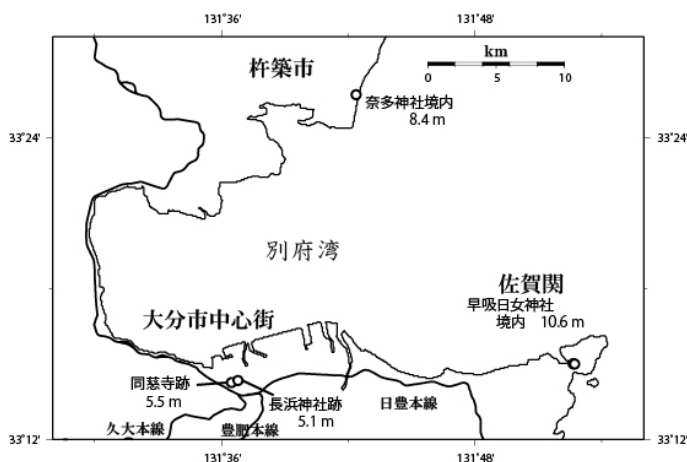 131°36' 131°48'
km
0 5 10
杵築市
奈多神社境内
8.4 m
33°24' 33°24'
別府湾
佐賀関
早吸日女神社
境内 10.6 m
大分市中心街
同慈寺跡
5.5 m
長浜神社跡
5.1 m
日豊本線
久大本線
豊肥本線
33°12' 33°12'
131°36' 131°48'